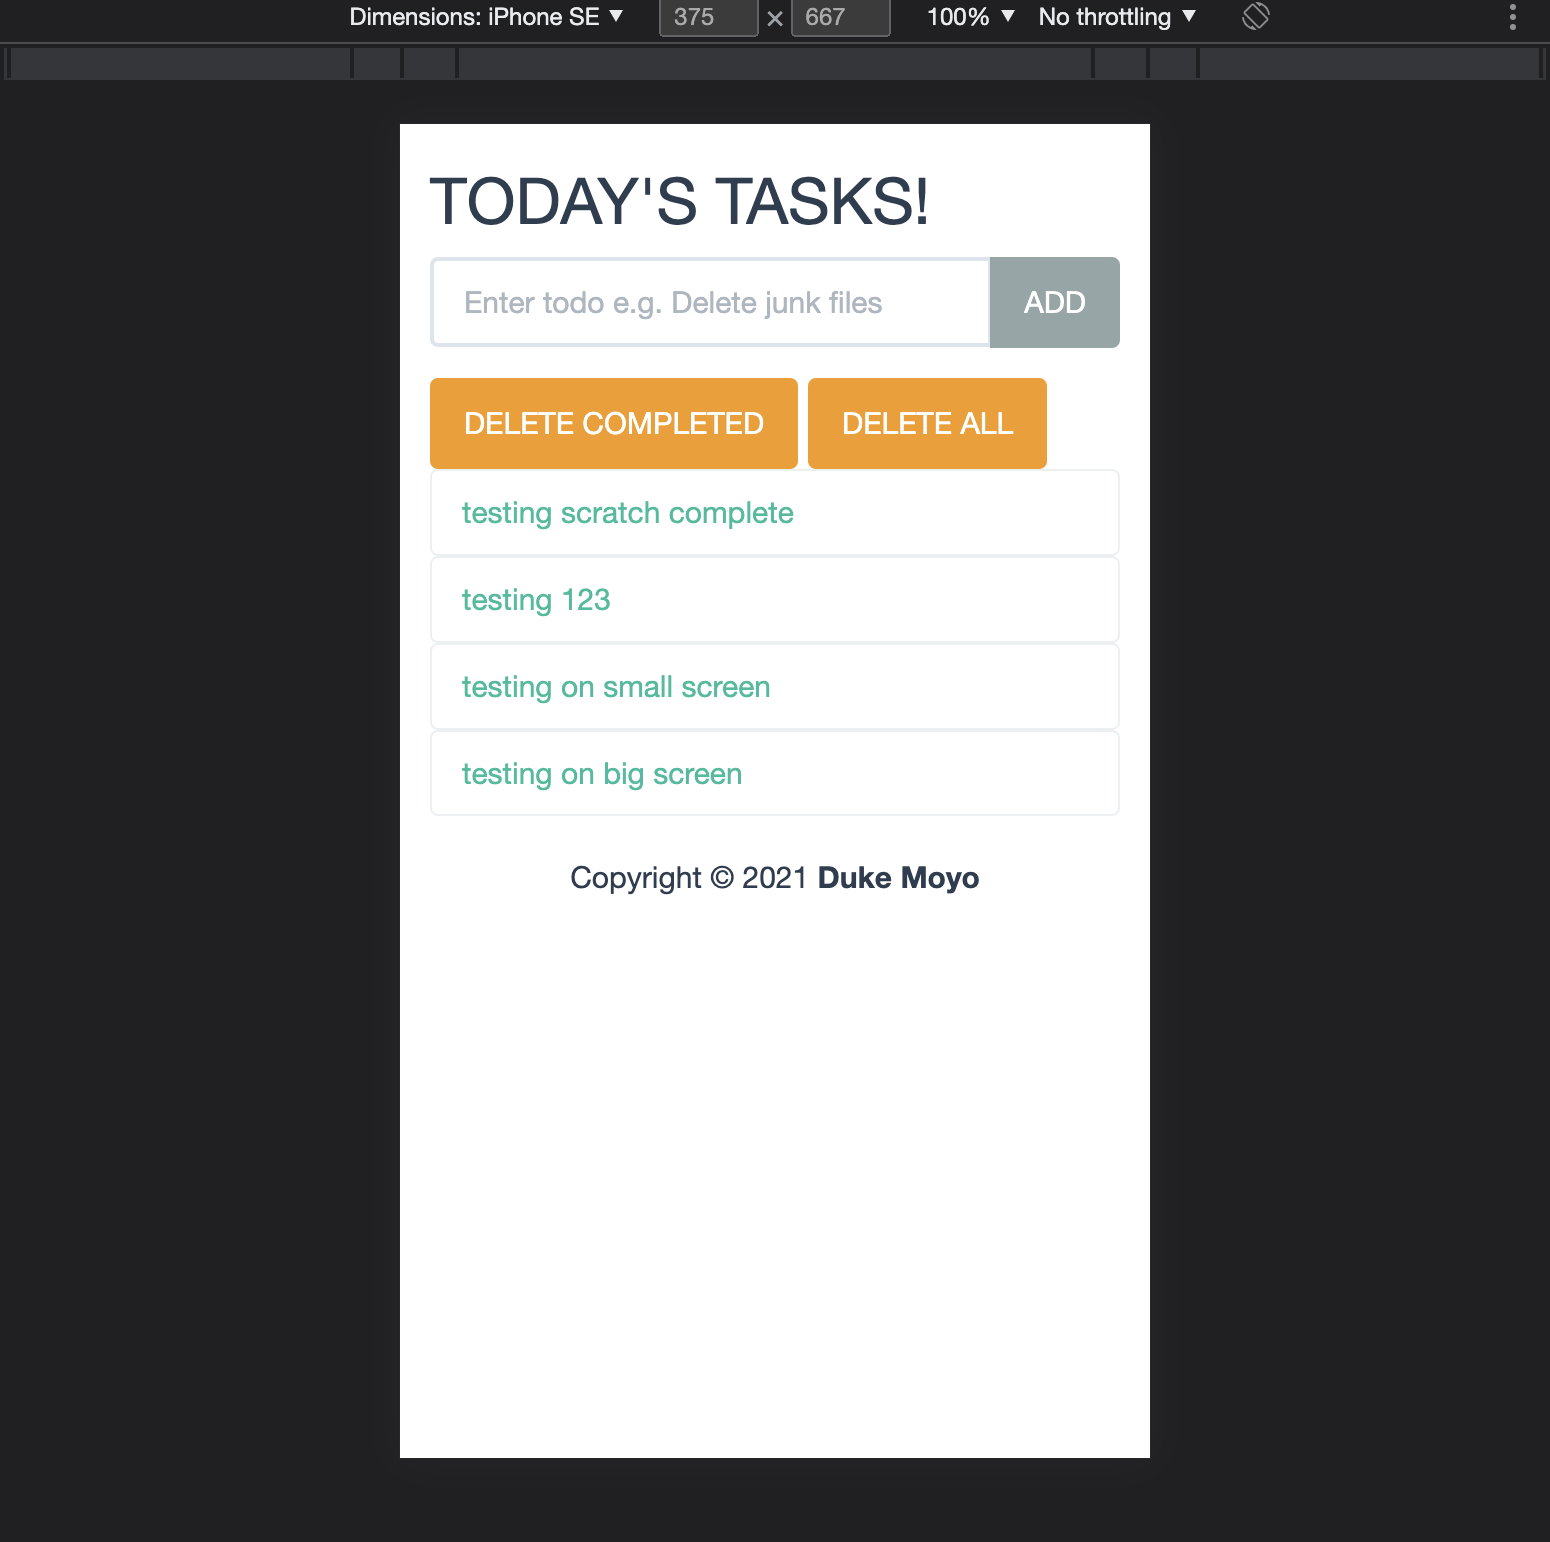 Dimensions: iPhone SE ▼ 375 × 667 100% ▼ No throttling ▼
TODAY'S TASKS!
Enter todo e.g. Delete junk files ADD
DELETE COMPLETED DELETE ALL
testing scratch complete
testing 123
testing on small screen
testing on big screen
Copyright © 2021 Duke Moyo